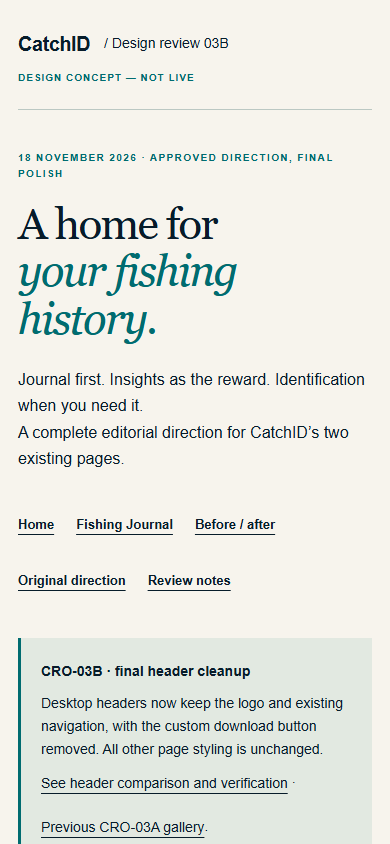 CatchID / Design review 03B
DESIGN CONCEPT — NOT LIVE
18 NOVEMBER 2026 · APPROVED DIRECTION, FINAL
POLISH
A home for
your fishing
history.
Journal first. Insights as the reward. Identification
when you need it.
A complete editorial direction for CatchID’s two
existing pages.
Home Fishing Journal Before / after
Original direction Review notes
CRO-03B · final header cleanup
Desktop headers now keep the logo and existing
navigation, with the custom download button
removed. All other page styling is unchanged.
See header comparison and verification ·
Previous CRO-03A gallery.